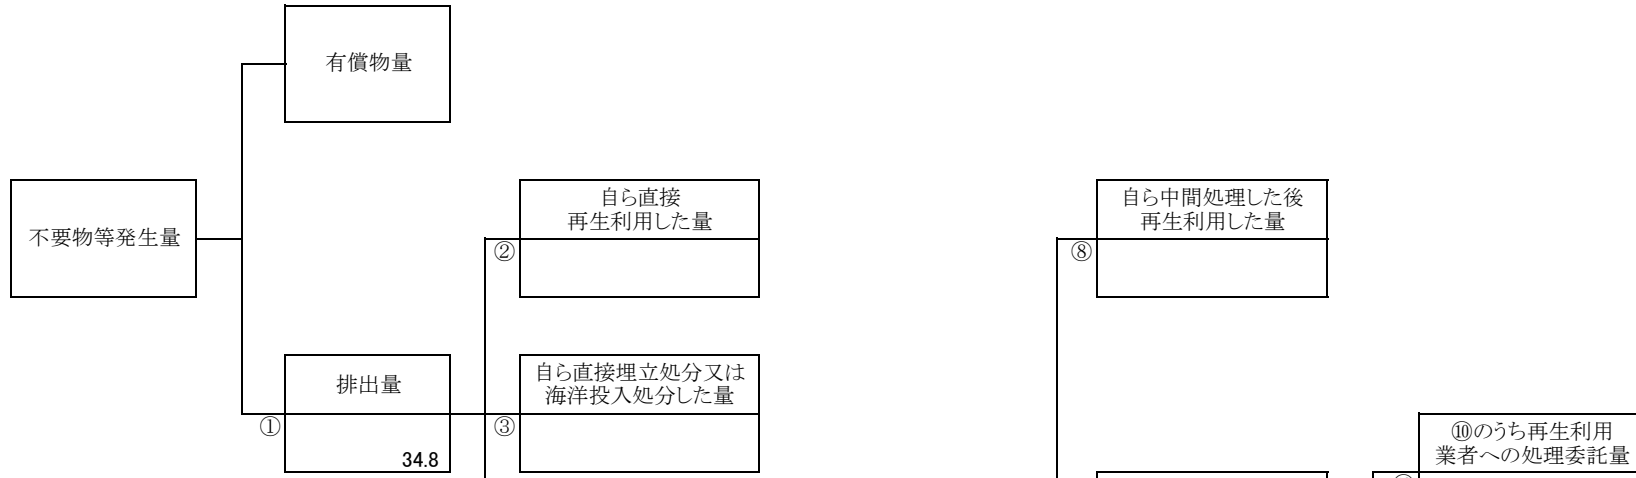 有償物量
不要物等発生量
自ら直接
再生利用した量
②
自ら中間処理した後
再生利用した量
⑧
排出量
①
34.8
自ら直接埋立処分又は
海洋投入処分した量
③
⑩のうち再生利用
業者への処理委託量